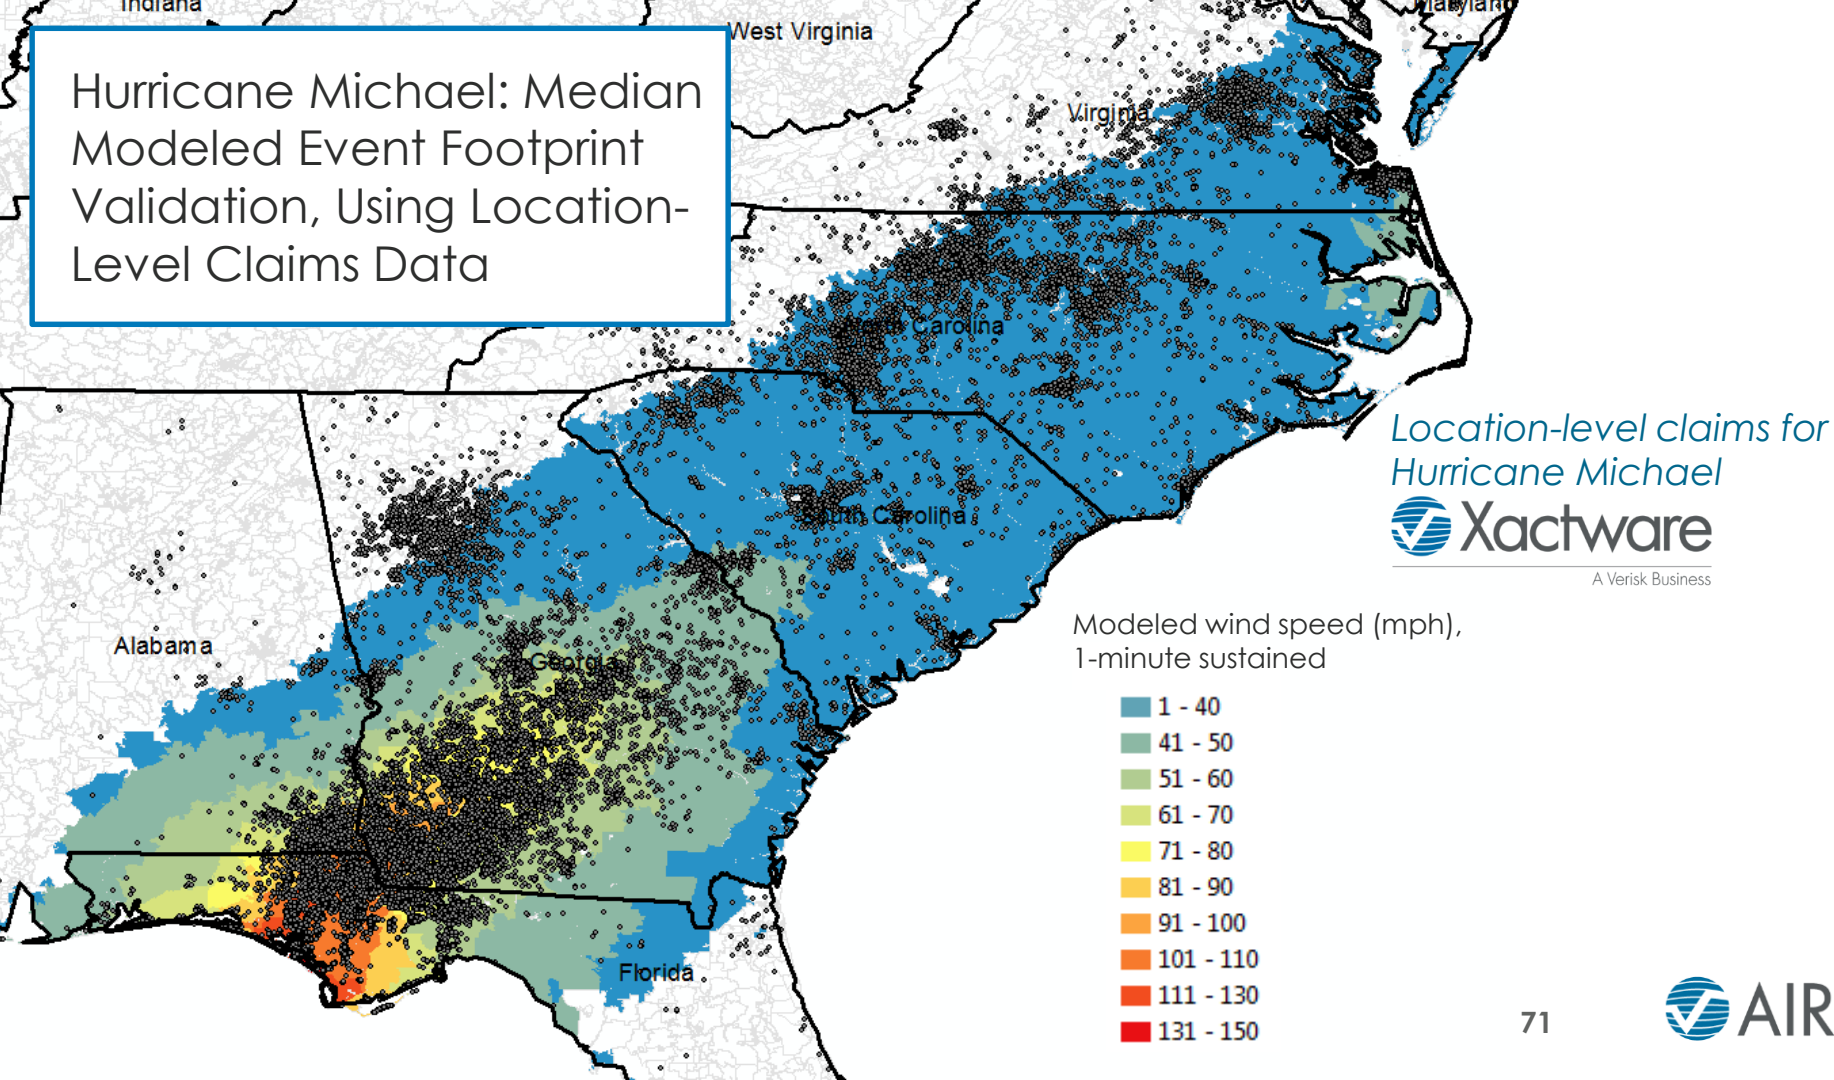 Indiana
Maryland
West Virginia
Hurricane Michael: Median
Modeled Event Footprint
Validation, Using Location-
Level Claims Data
Virginia
North Carolina
Location-level claims for
Hurricane Michael
Xactware
A Verisk Business
South Carolina
Modeled wind speed (mph),
1-minute sustained
Alabama
Georgia
1 - 40
41 - 50
51 - 60
61 - 70
71 - 80
81 - 90
91 - 100
101 - 110
111 - 130
131 - 150
Florida
71
AIR